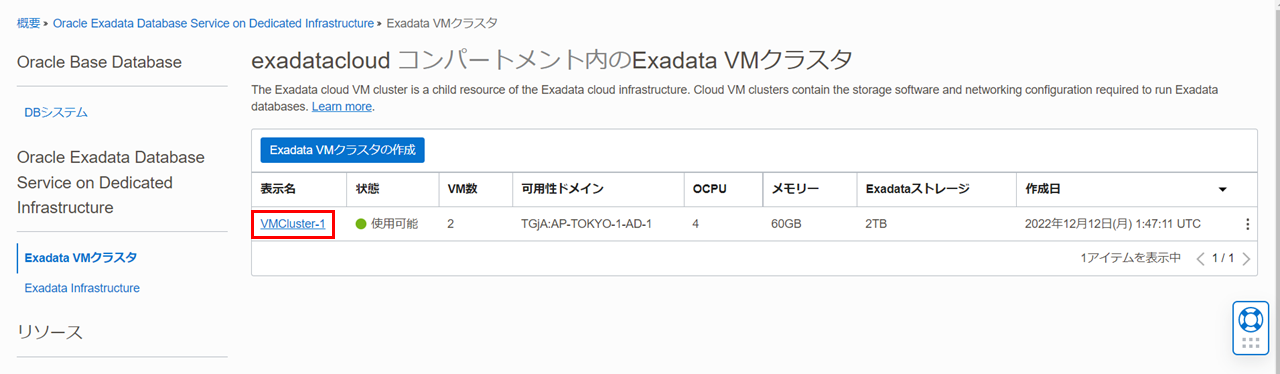 概要 » Oracle Exadata Database Service on Dedicated Infrastructure » Exadata VMクラスタ
Oracle Base Database
DBシステム
Oracle Exadata Database
Service on Dedicated
Infrastructure
Exadata VMクラスタ
Exadata Infrastructure
リソース
exadatacloud コンパートメント内のExadata VMクラスタ
The Exadata cloud VM cluster is a child resource of the Exadata cloud infrastructure. Cloud VM clusters contain the storage software and networking configuration required to run Exadata
databases. Learn more.
Exadata VMクラスタの作成
表示名 状態 VM数 可用性ドメイン OCPU メモリー Exadataストレージ 作成日
VMCluster-1 使用可能 2 TGjA:AP-TOKYO-1-AD-1 4 60GB 2TB 2022年12月12日(月) 1:47:11 UTC
1アイテムを表示中 1 / 1